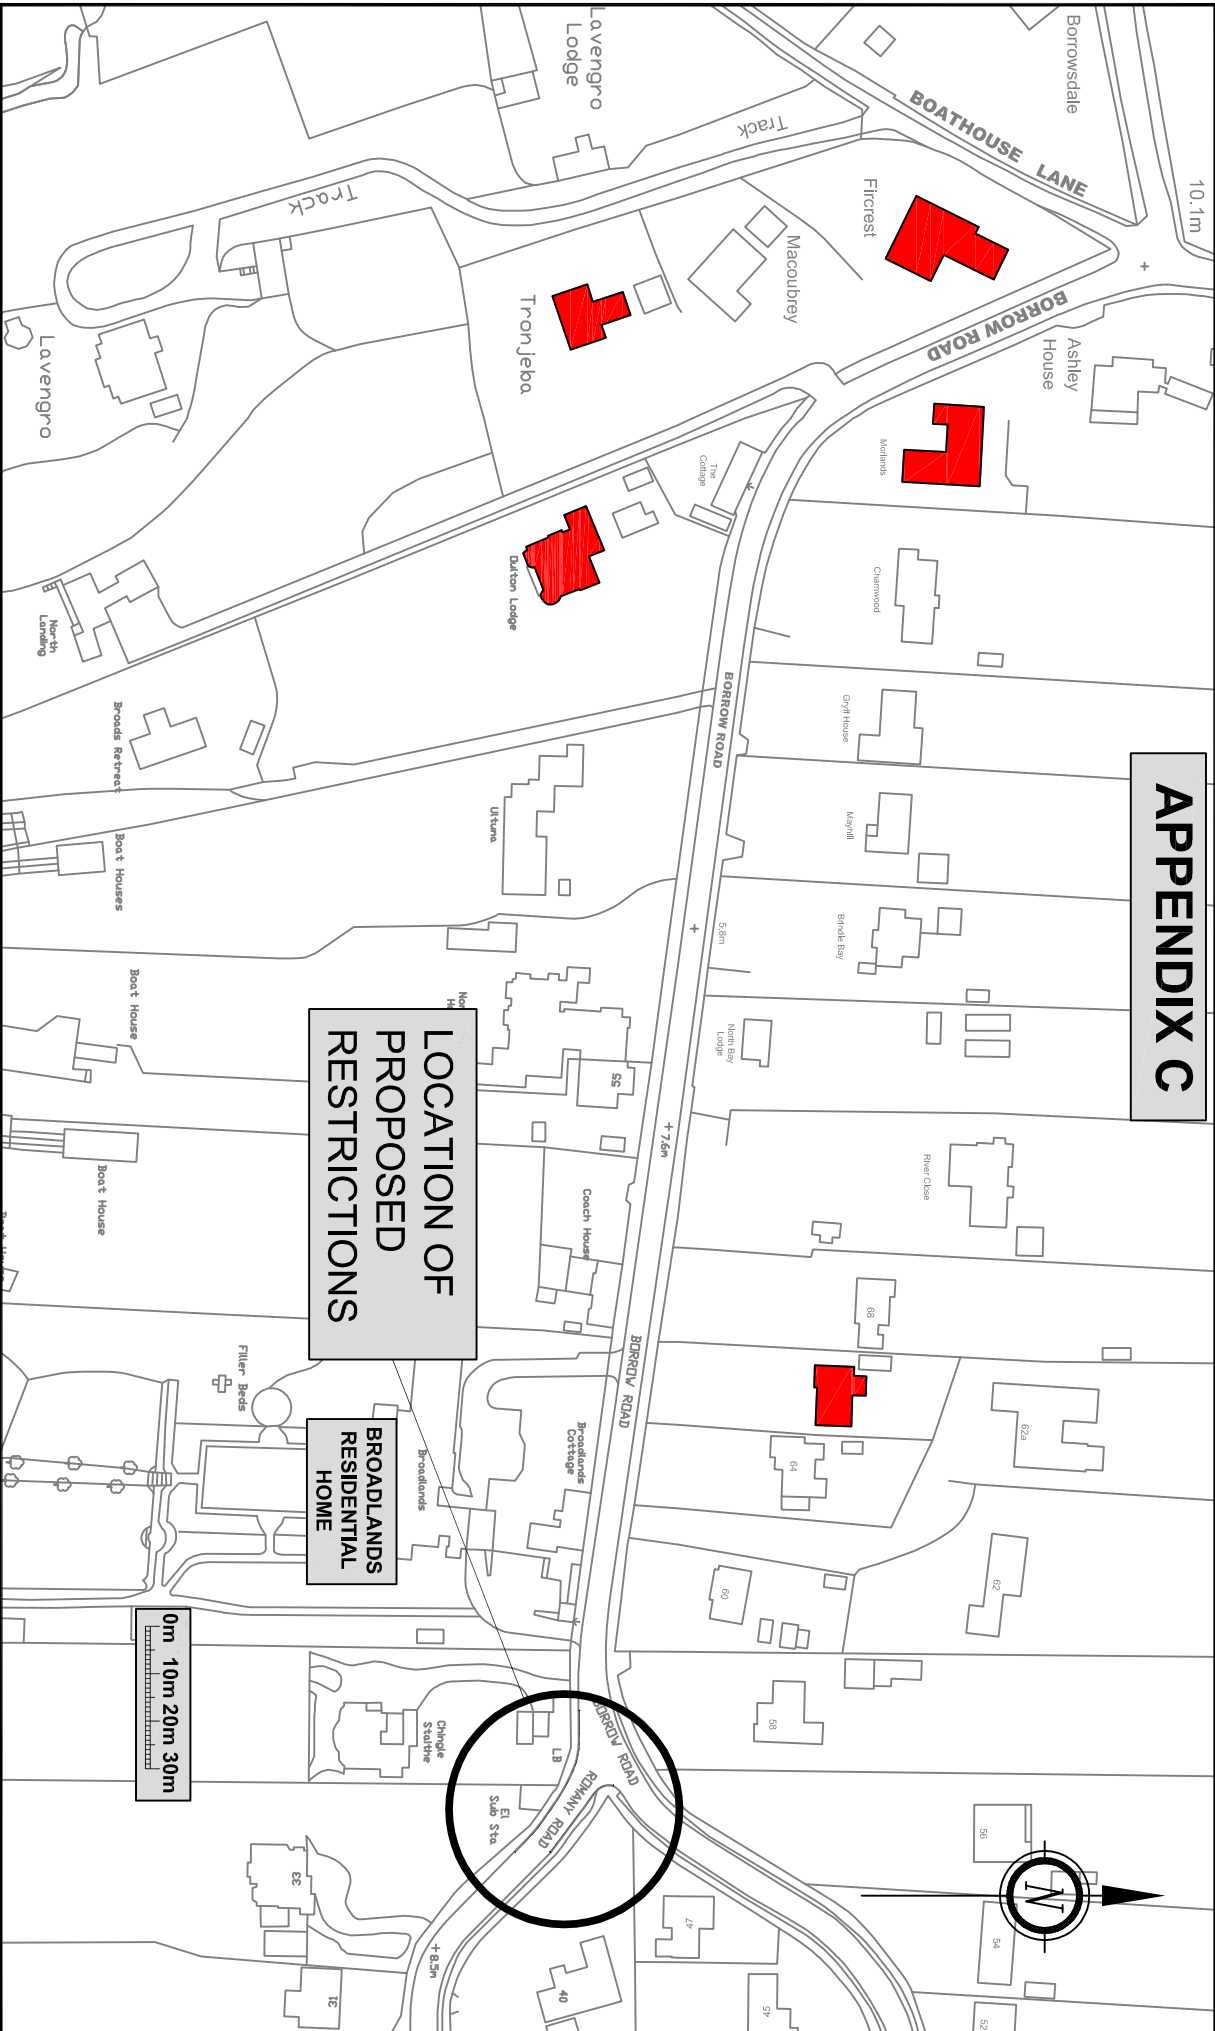 APPENDIX C
10.1m
Borrowsdale
BOATHOUSE LANE
Lavengro
Lodge
Track
Track
Fircrest
Macoubrey
Tronjeba
Lavengro
BORROW ROAD
Ashley
House
Morlands
The
Cottage
Charnwood
Oulton Lodge
North
Landing
Gryff House
BORROW ROAD
Broads Retreat
Mayhill
Ultuna
Boat Houses
Brindle Bay
5.8m
Boat House
North Bay
Lodge
55
+7.6m
River Close
Coach House
Boat House
LOCATION OF
PROPOSED
RESTRICTIONS
68
BORROW ROAD
62a
64
Filler Beds
Broadlands
Cottage
Broadlands
BROADLANDS
RESIDENTIAL
HOME
62
60
58
0m 10m 20m 30m
Chingle
Staithe
LB
BORROW ROAD
ROMANY ROAD
El
Sub Sta
56
N
54
52
47
45
33
+8.5m
40
31